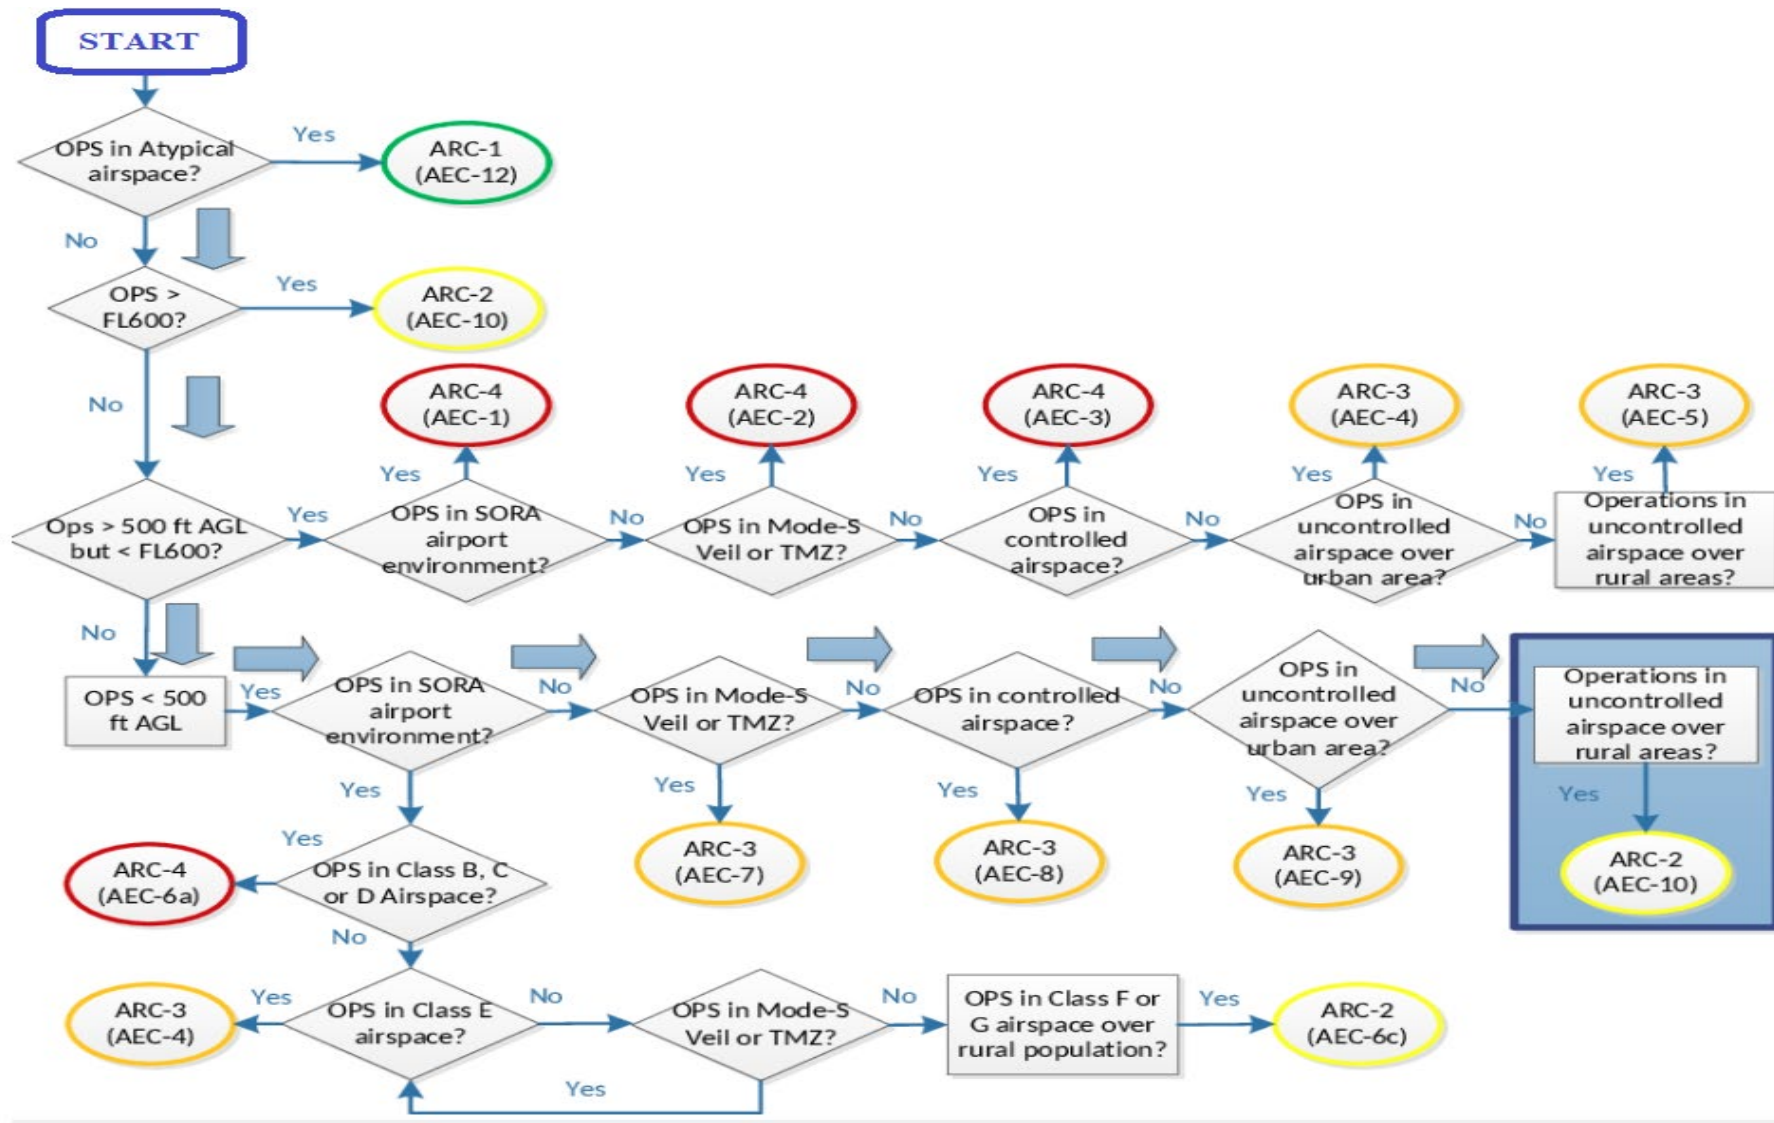 START
OPS in Atypical
airspace?
Yes
ARC-1
(AEC-12)
No
OPS >
FL600?
Yes
ARC-2
(AEC-10)
No
ARC-4
(AEC-1)
ARC-4
(AEC-2)
ARC-4
(AEC-3)
ARC-3
(AEC-4)
ARC-3
(AEC-5)
Yes
Yes
Yes
Yes
Yes
Ops > 500 ft AGL
but < FL600?
Yes
OPS in SORA
airport
environment?
No
OPS in Mode-S
Veil or TMZ?
No
OPS in
controlled
airspace?
No
OPS in
uncontrolled
airspace over
urban area?
No
Operations in
uncontrolled
airspace over
rural areas?
No
OPS < 500
ft AGL
Yes
OPS in SORA
airport
environment?
No
OPS in Mode-S
Veil or TMZ?
No
OPS in controlled
airspace?
No
OPS in
uncontrolled
airspace over
urban area?
No
Operations in
uncontrolled
airspace over
rural areas?
Yes
Yes
Yes
Yes
Yes
ARC-3
(AEC-7)
ARC-3
(AEC-8)
ARC-3
(AEC-9)
ARC-2
(AEC-10)
Yes
ARC-4
(AEC-6a)
OPS in Class B, C
or D Airspace?
No
ARC-3
(AEC-4)
Yes
OPS in Class E
airspace?
No
OPS in Mode-S
Veil or TMZ?
No
OPS in Class F or
G airspace over
rural population?
Yes
ARC-2
(AEC-6c)
Yes